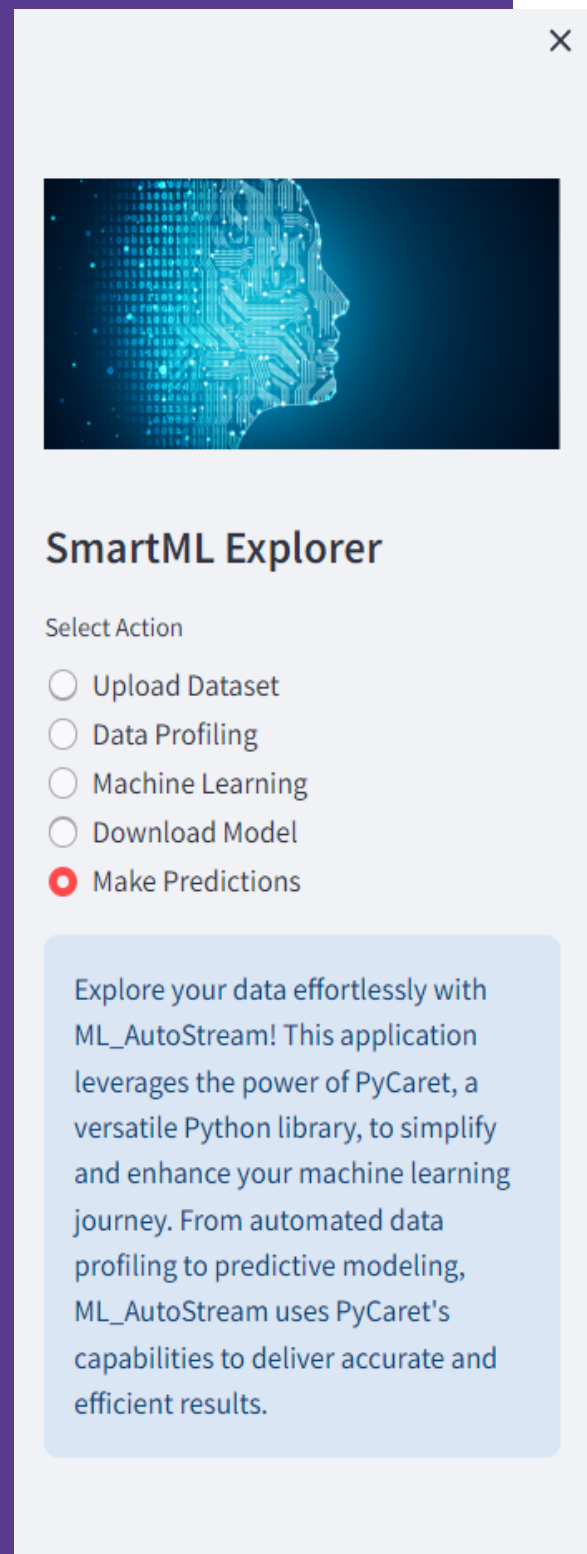 SmartML Explorer
Select Action
Upload Dataset
Data Profiling
Machine Learning
Download Model
Make Predictions
Explore your data effortlessly with
ML_AutoStream! This application
leverages the power of PyCaret, a
versatile Python library, to simplify
and enhance your machine learning
journey. From automated data
profiling to predictive modeling,
ML_AutoStream uses PyCaret's
capabilities to deliver accurate and
efficient results.